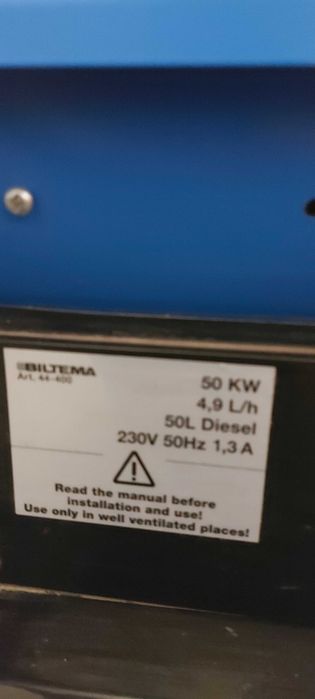 BILTEMA
Art. 44-400
50 KW
4,9 L/h
50L Diesel
230V 50Hz 1,3 A
Read the manual before
installation and use!
Use only in well ventilated places!